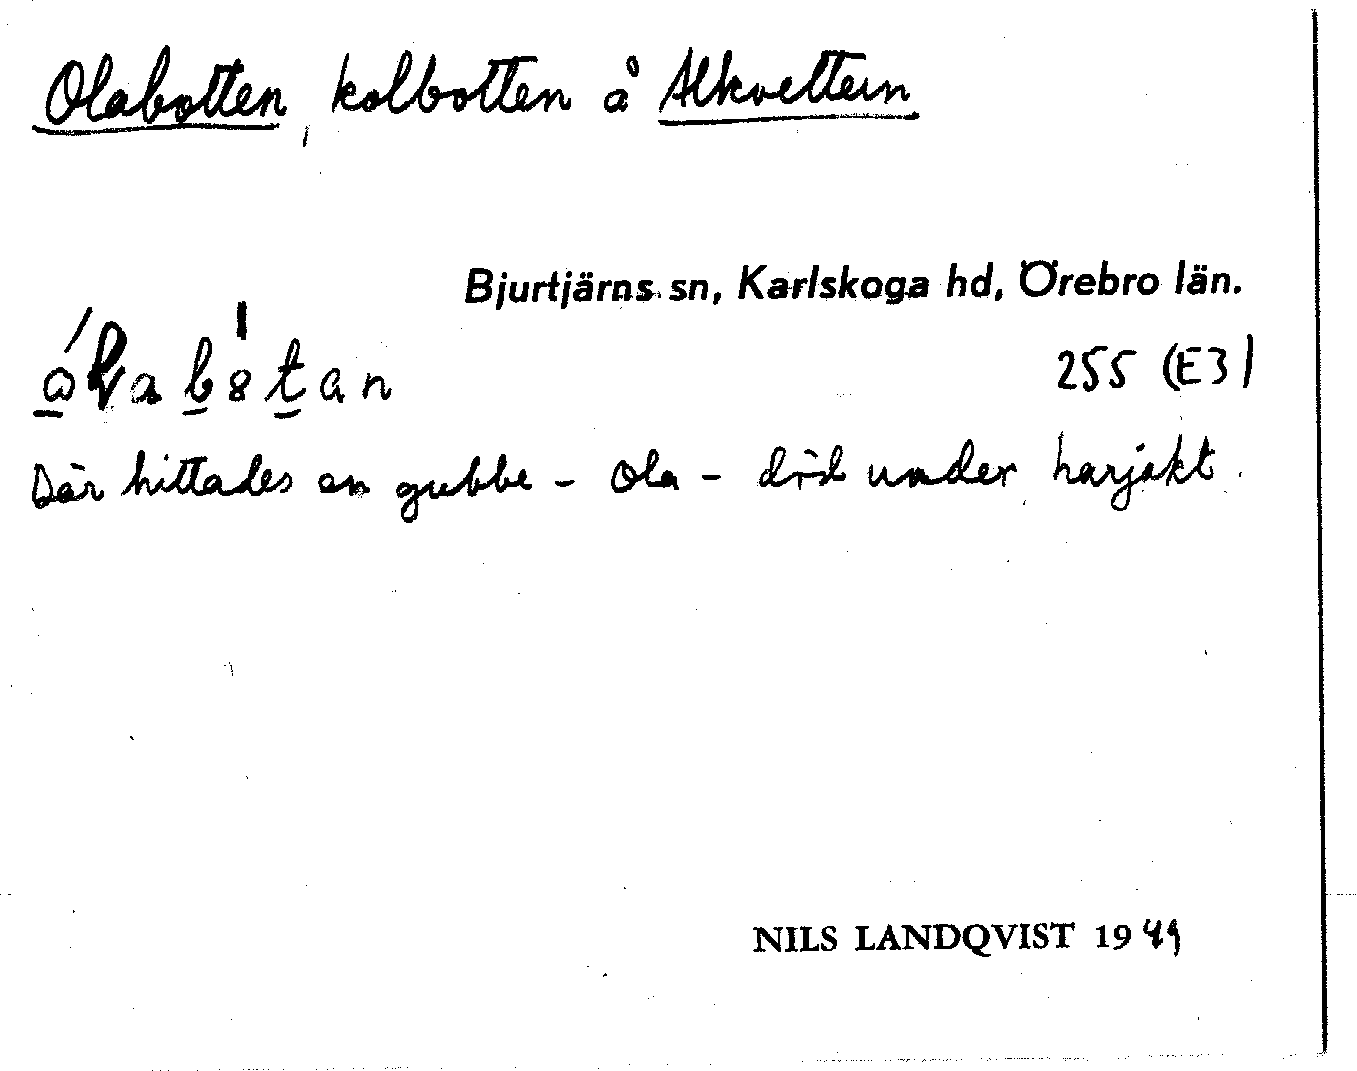 Olabotten, kolbotten å Alkvettern
Bjurtjärns sn, Karlskoga hd, Örebro län.
255 (E3)
Där hittades en gubbe - Ola - död under harjakt.
NILS LANDQVIST 1949